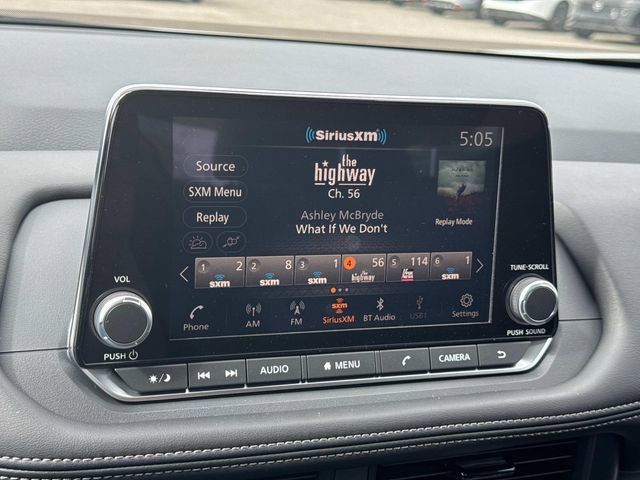 SiriusXM
5:05
Source
the
highway
Ch. 56
SXM Menu
Ashley McBryde
Replay
What If We Don't
Replay Mode
1 2 sxm
2 8 sxm
3 1 sxm
4 56 the highway
5 114
6 1 sxm
Phone
AM
FM
SiriusXM
BT Audio
USB1
Settings
VOL
PUSH
TUNE·SCROLL
PUSH SOUND
AUDIO
MENU
CAMERA